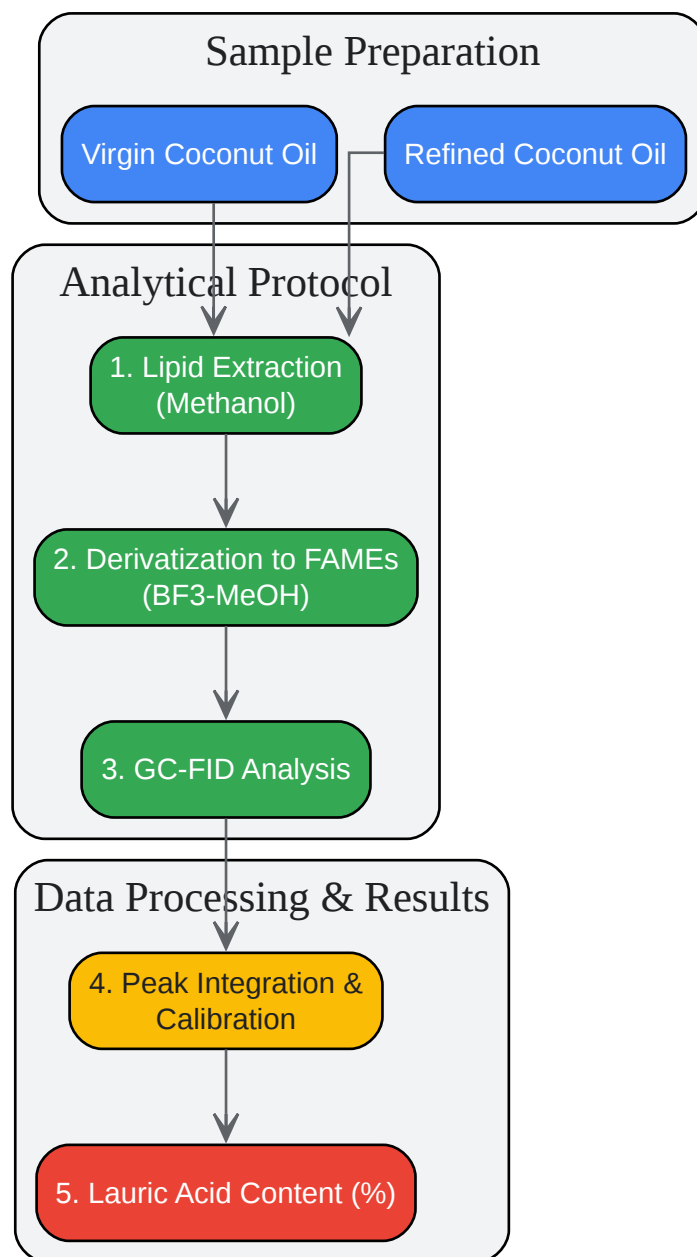 Sample Preparation
Virgin Coconut Oil
Refined Coconut Oil
Analytical Protocol
1. Lipid Extraction
(Methanol)
2. Derivatization to FAMEs
(BF3-MeOH)
3. GC-FID Analysis
Data Processing & Results
4. Peak Integration &
Calibration
5. Lauric Acid Content (%)